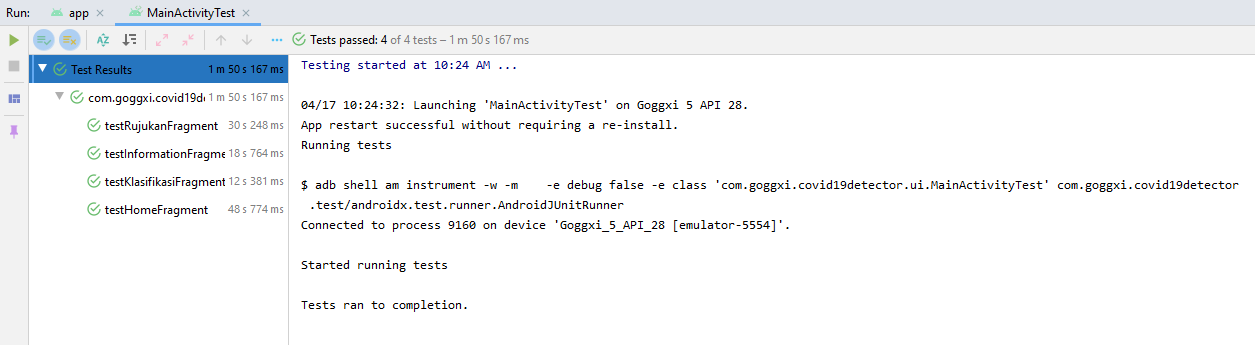 Run: app × MainActivityTest ×
Tests passed: 4 of 4 tests – 1 m 50 s 167 ms
Test Results 1 m 50 s 167 ms
com.goggxi.covid19de 1 m 50 s 167 ms
testRujukanFragment 30 s 248 ms
testInformationFragme 18 s 764 ms
testKlasifikasiFragment 12 s 381 ms
testHomeFragment 48 s 774 ms
Testing started at 10:24 AM ...
04/17 10:24:32: Launching 'MainActivityTest' on Goggxi 5 API 28.
App restart successful without requiring a re-install.
Running tests
$ adb shell am instrument -w -m    -e debug false -e class 'com.goggxi.covid19detector.ui.MainActivityTest' com.goggxi.covid19detector
.test/androidx.test.runner.AndroidJUnitRunner
Connected to process 9160 on device 'Goggxi_5_API_28 [emulator-5554]'.
Started running tests
Tests ran to completion.